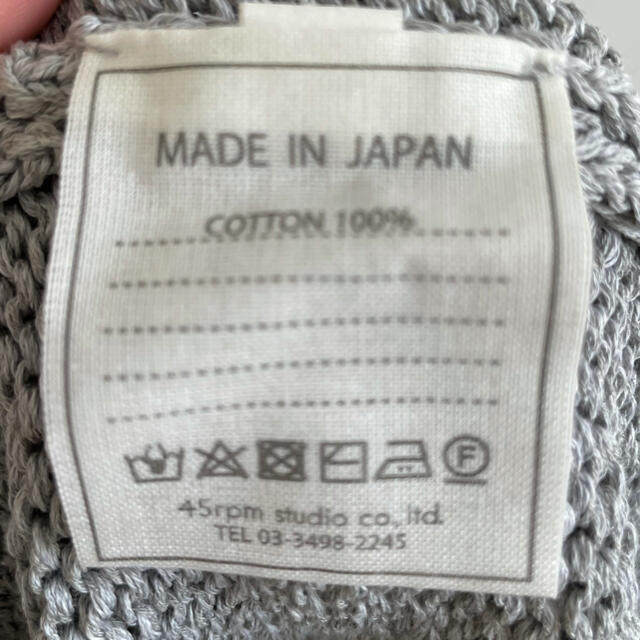 MADE IN JAPAN
COTTON 100%
F
45rpm studio co.,ltd.
TEL 03-3498-2245